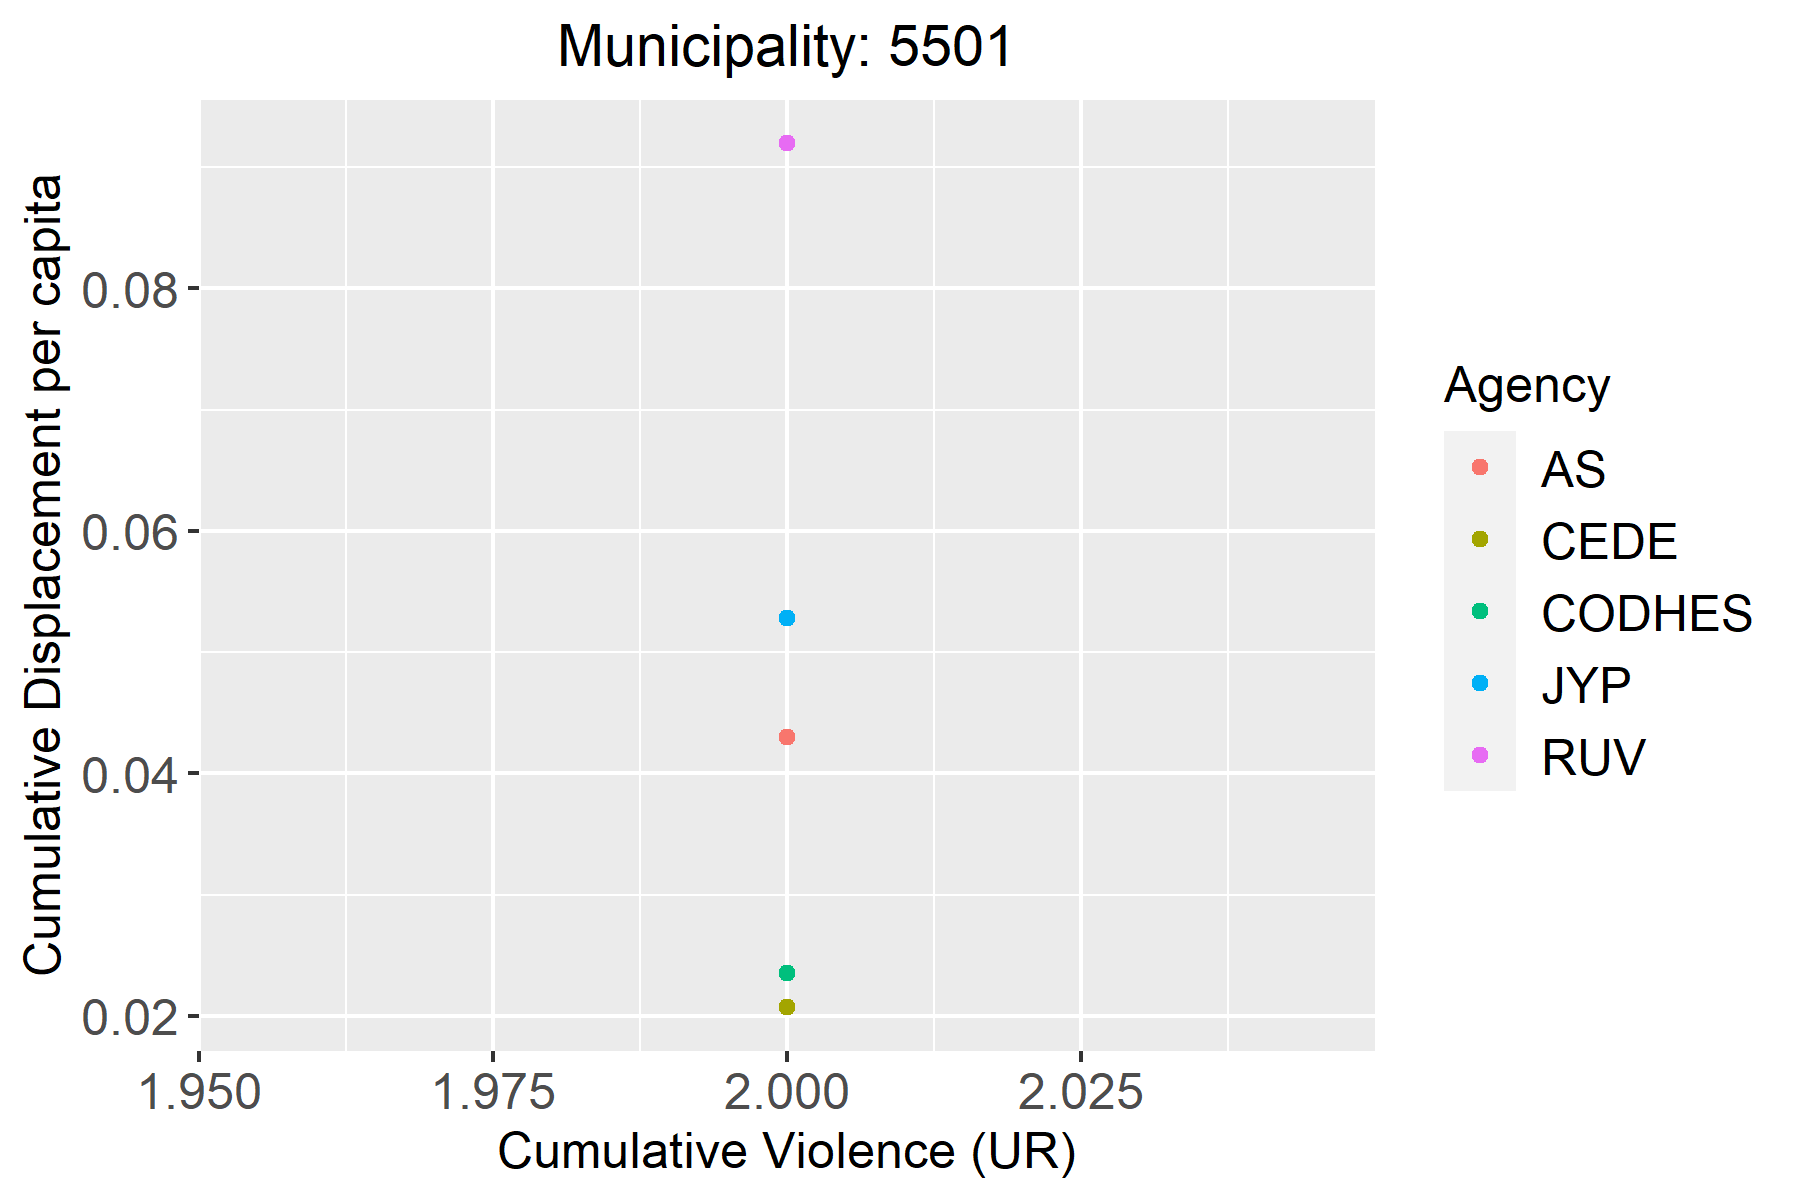 Municipality: 5501
Cumulative Displacement per capita
0.08
0.06
0.04
0.02
1.950 1.975 2.000 2.025
Cumulative Violence (UR)
Agency
AS
CEDE
CODHES
JYP
RUV